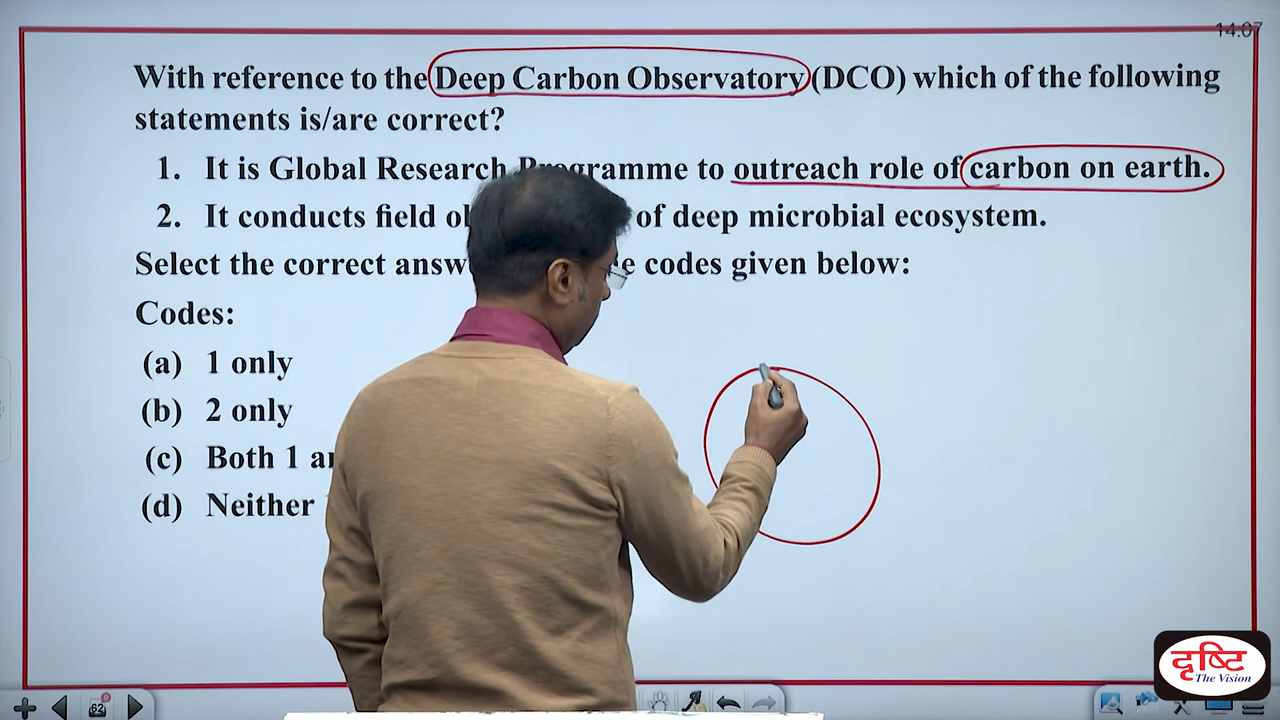 14.07
With reference to the Deep Carbon Observatory (DCO) which of the following
statements is/are correct?
1. It is Global Research Programme to outreach role of carbon on earth.
2. It conducts field of deep microbial ecosystem.
Select the correct codes given below:
Codes:
(a) 1 only
(b) 2 only
(c) Both 1
(d) Neither
62
दृष्टि
The Vision